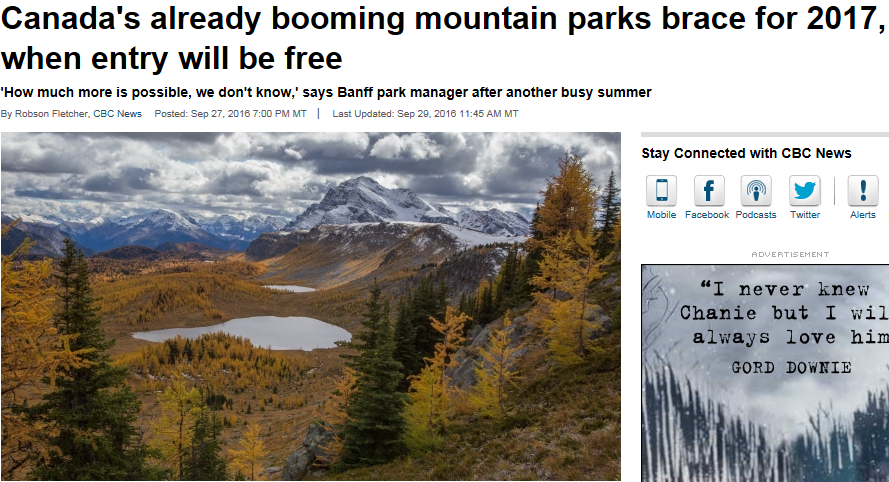 Canada's already booming mountain parks brace for 2017,
when entry will be free
'How much more is possible, we don't know,' says Banff park manager after another busy summer
By Robson Fletcher, CBC News Posted: Sep 27, 2016 7:00 PM MT | Last Updated: Sep 29, 2016 11:45 AM MT
Stay Connected with CBC News
Mobile Facebook Podcasts Twitter Alerts
ADVERTISEMENT
“I never knew
Chanie but I wil
always love him
GORD DOWNIE